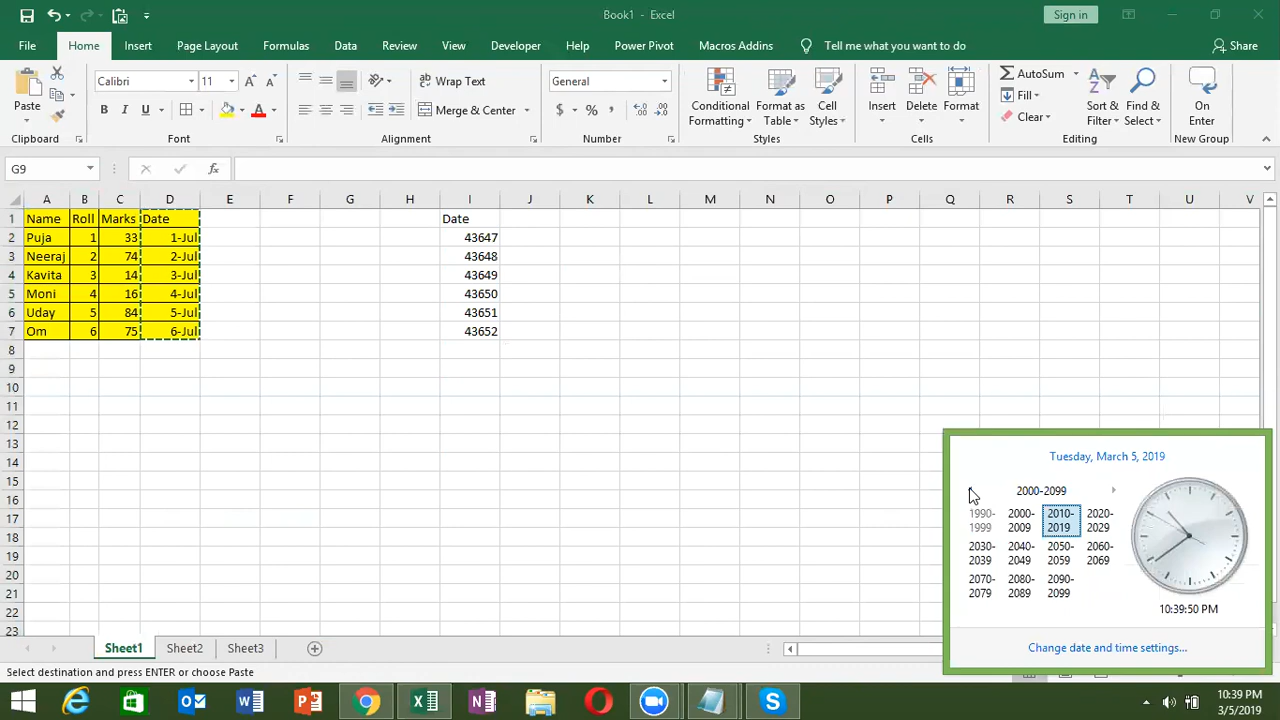 Book1 - Excel
Sign in
File Home Insert Page Layout Formulas Data Review View Developer Help Power Pivot Macros Addins Tell me what you want to do Share
Paste
Calibri 11
B I U A
Wrap Text
Merge & Center
General
$ % ,
Conditional Formatting
Format as Table
Cell Styles
Insert
Delete
Format
AutoSum
Fill
Clear
Sort & Filter
Find & Select
On Enter
Clipboard Font Alignment Number Styles Cells Editing New Group
G9
fx
A B C D E F G H I J K L M N O P Q R S T U V
1 Name Roll Marks Date Date
2 Puja 1 33 1-Jul 43647
3 Neeraj 2 74 2-Jul 43648
4 Kavita 3 14 3-Jul 43649
5 Moni 4 16 4-Jul 43650
6 Uday 5 84 5-Jul 43651
7 Om 6 75 6-Jul 43652
8
9
10
11
12
13
14
15
16
17
18
19
20
21
22
23
Tuesday, March 5, 2019
2000-2099
1990-1999 2000-2009 2010-2019 2020-2029
2030-2039 2040-2049 2050-2059 2060-2069
2070-2079 2080-2089 2090-2099
10:39:50 PM
Change date and time settings...
Sheet1 Sheet2 Sheet3
Select destination and press ENTER or choose Paste
10:39 PM
3/5/2019